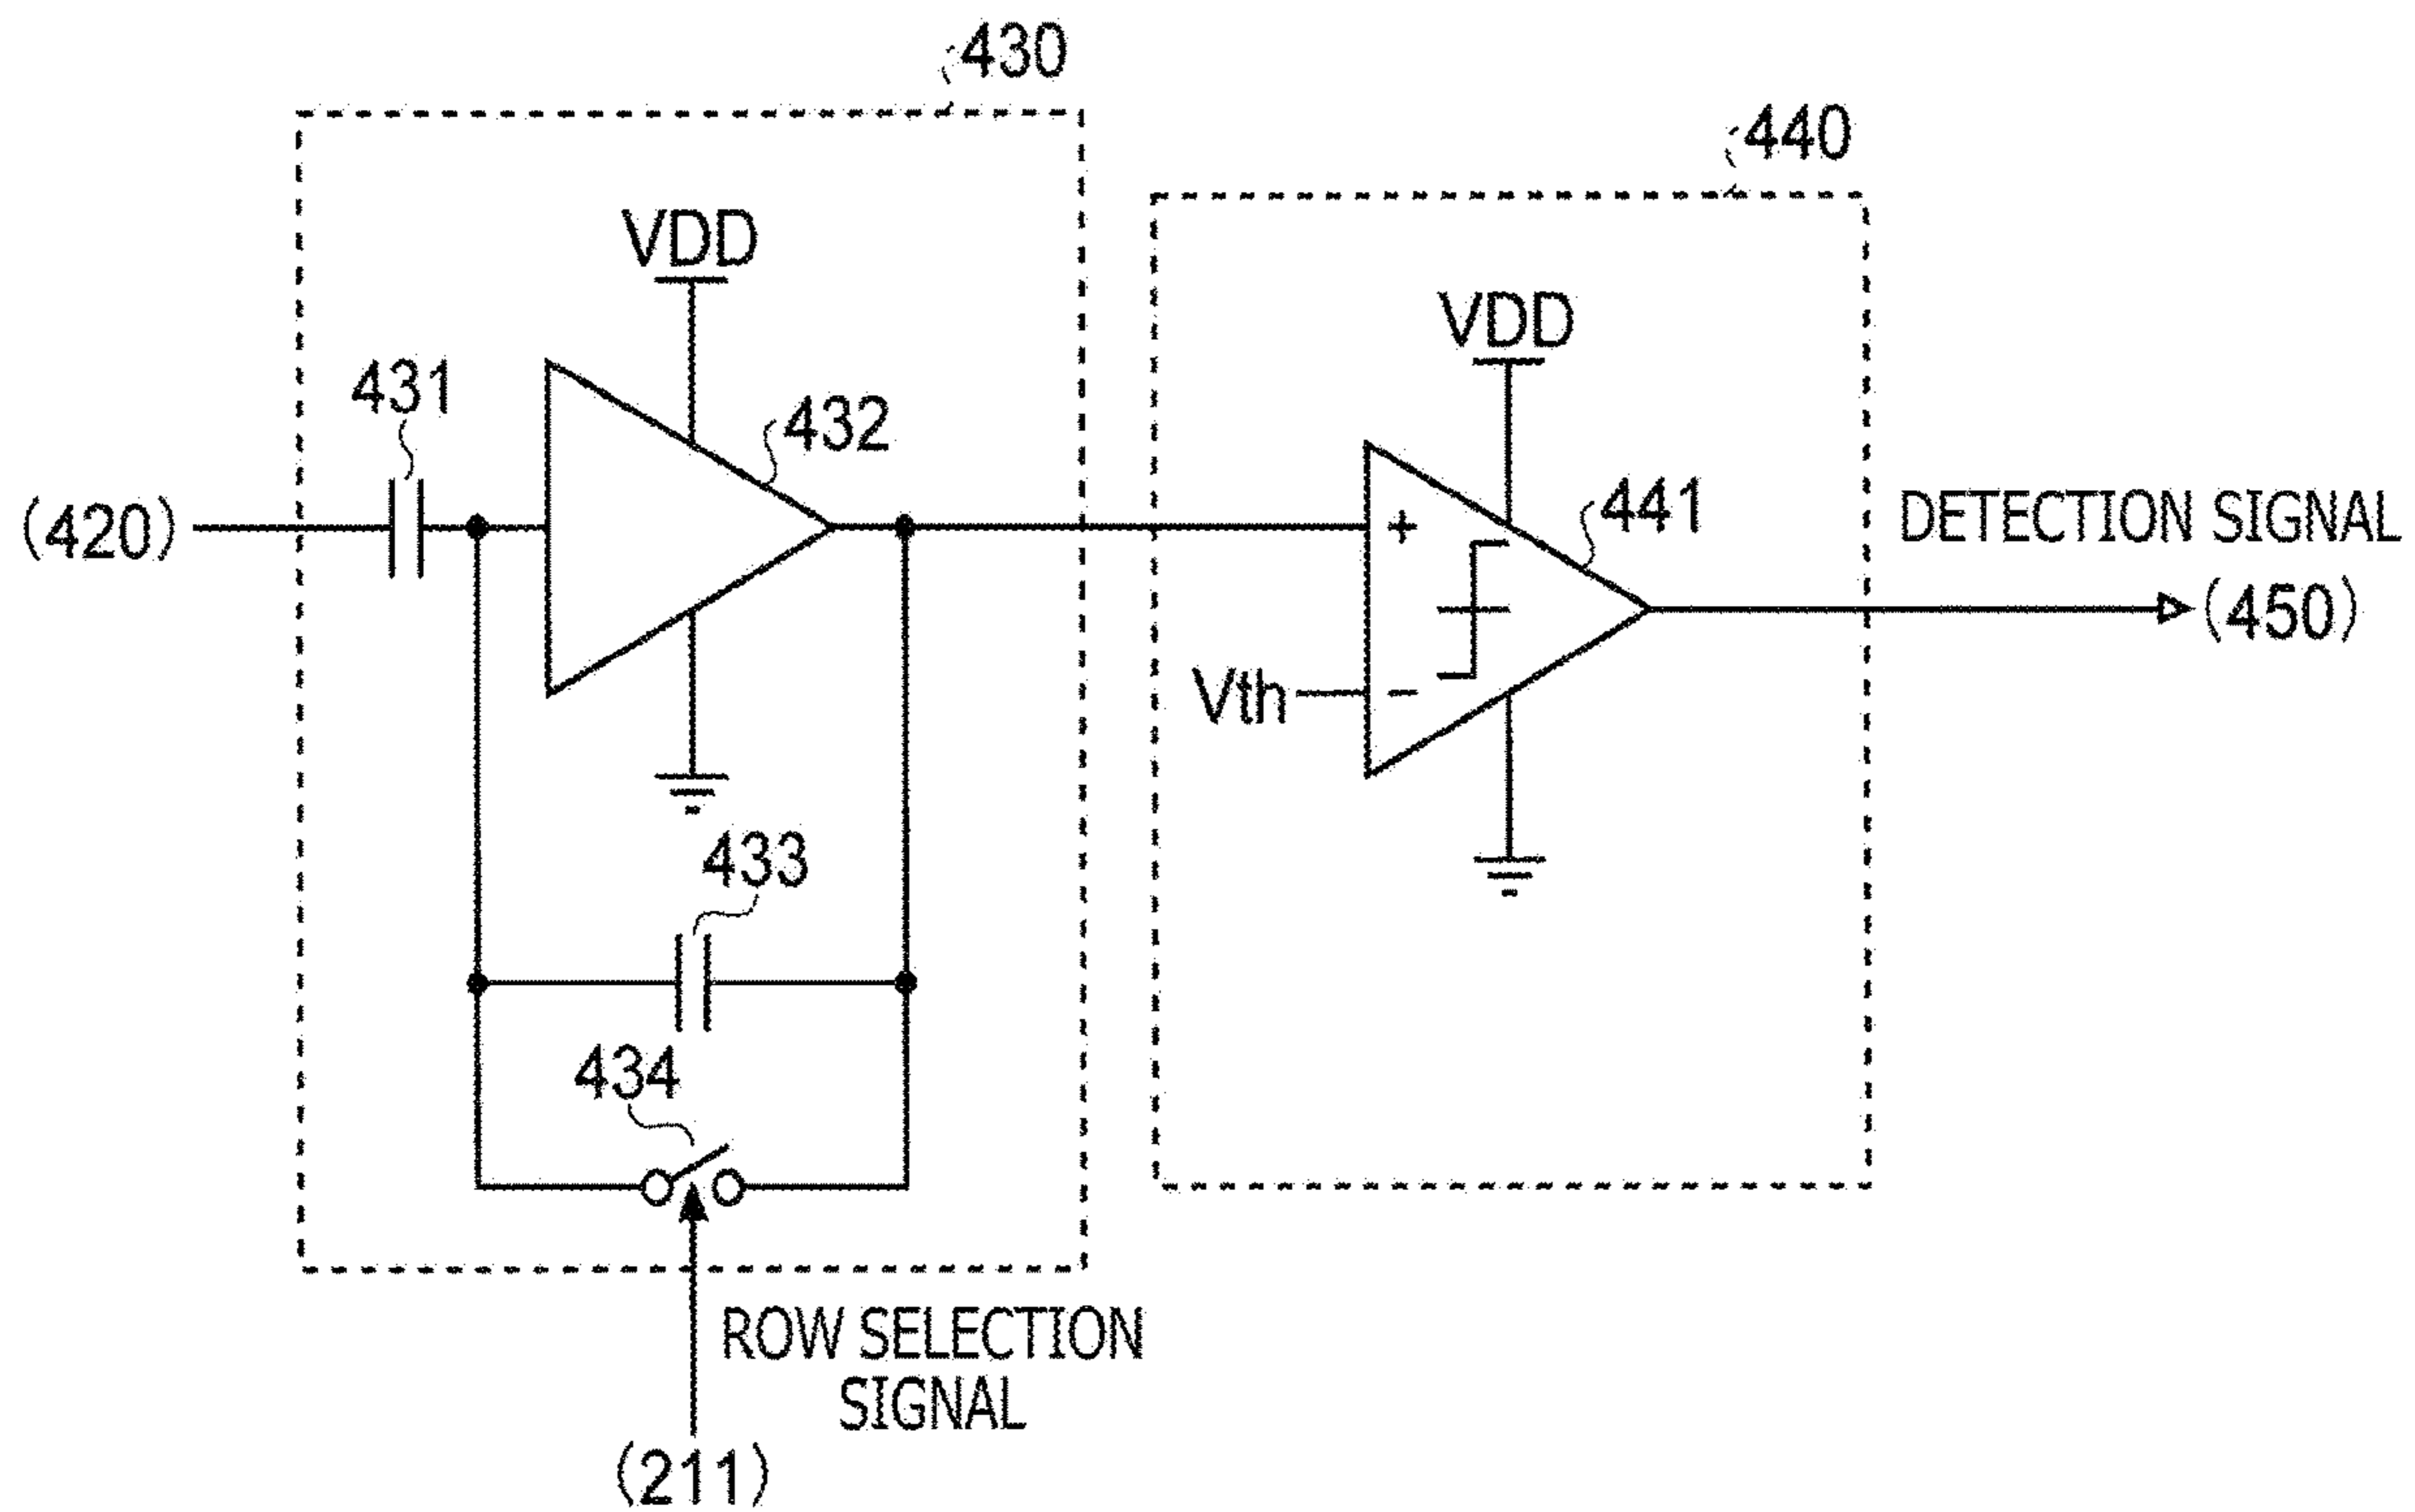 430
440
VDD
VDD
431
432
441
(420)
+
DETECTION SIGNAL
(450)
Vth
−
433
434
ROW SELECTION
SIGNAL
(211)